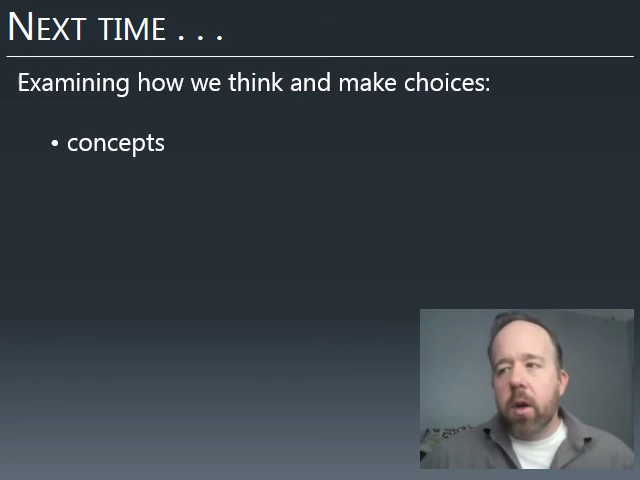 NEXT TIME . . .
Examining how we think and make choices:
• concepts